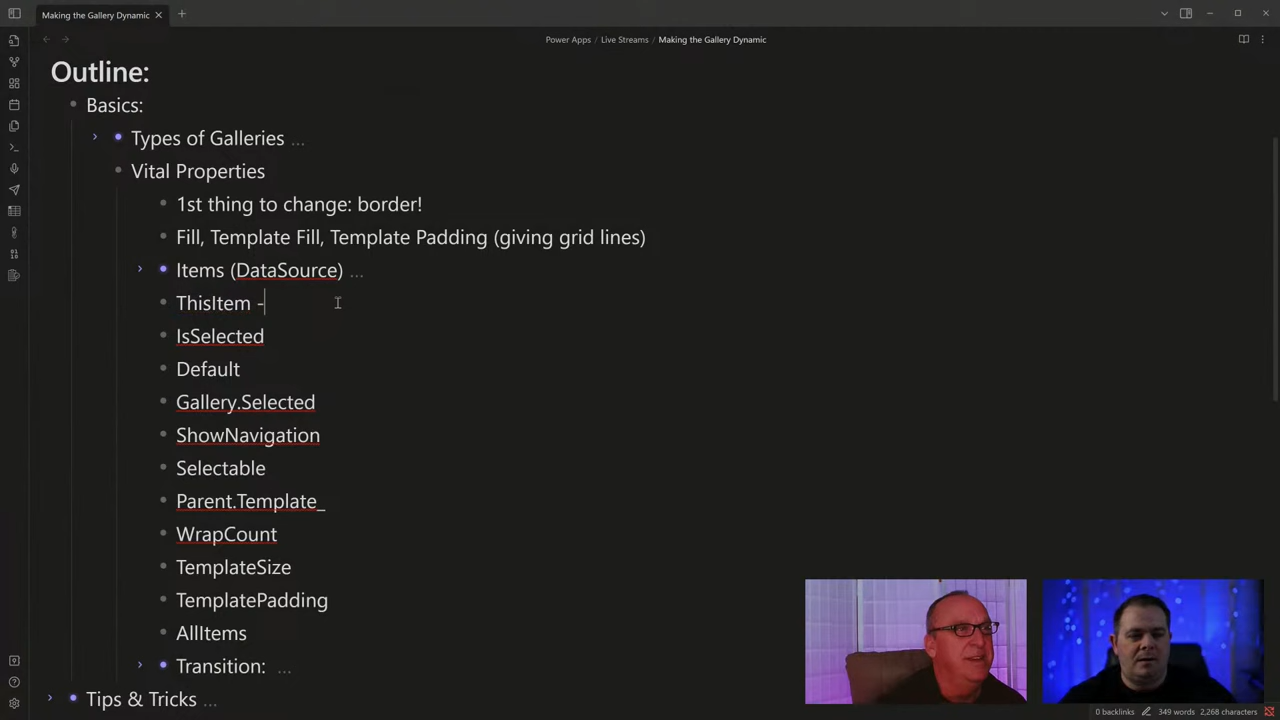 Making the Gallery Dynamic
Power Apps / Live Streams / Making the Gallery Dynamic
Outline:
Basics:
Types of Galleries ...
Vital Properties
1st thing to change: border!
Fill, Template Fill, Template Padding (giving grid lines)
Items (DataSource) ...
ThisItem -
IsSelected
Default
Gallery.Selected
ShowNavigation
Selectable
Parent.Template_
WrapCount
TemplateSize
TemplatePadding
AllItems
Transition: ...
Tips & Tricks ...
0 backlinks 349 words 2,268 characters